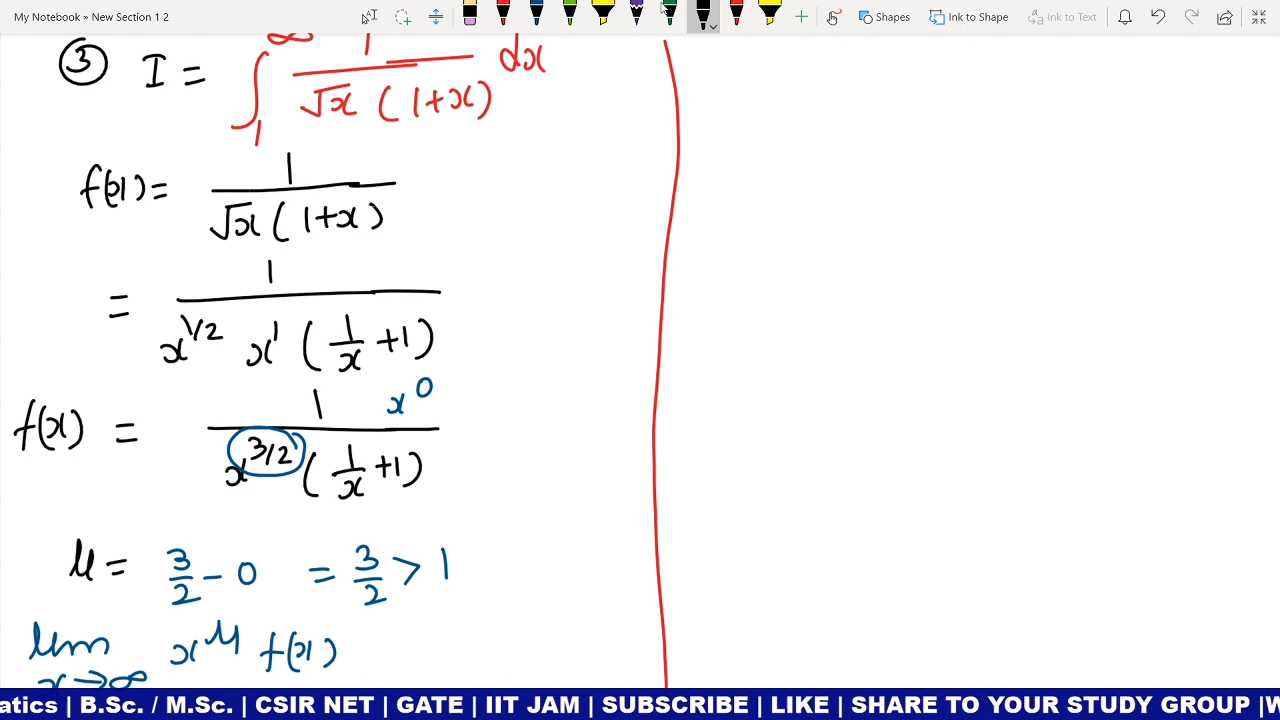 My Notebook » New Section 1 2
Shapes
Ink to Shape
Ink to Text
③ I = ∫₁^∞ 1 / (√x (1+x)) dx
f(x) = 1 / (√x (1+x))
= 1 / (x^1/2 x^1 (1/x + 1))
f(x) = 1 x^0 / (x^3/2 (1/x + 1))
μ = 3/2 - 0 = 3/2 > 1
lim x→∞ x^μ f(x)
atics | B.Sc. / M.Sc. | CSIR NET | GATE | IIT JAM | SUBSCRIBE | LIKE | SHARE TO YOUR STUDY GROUP |W